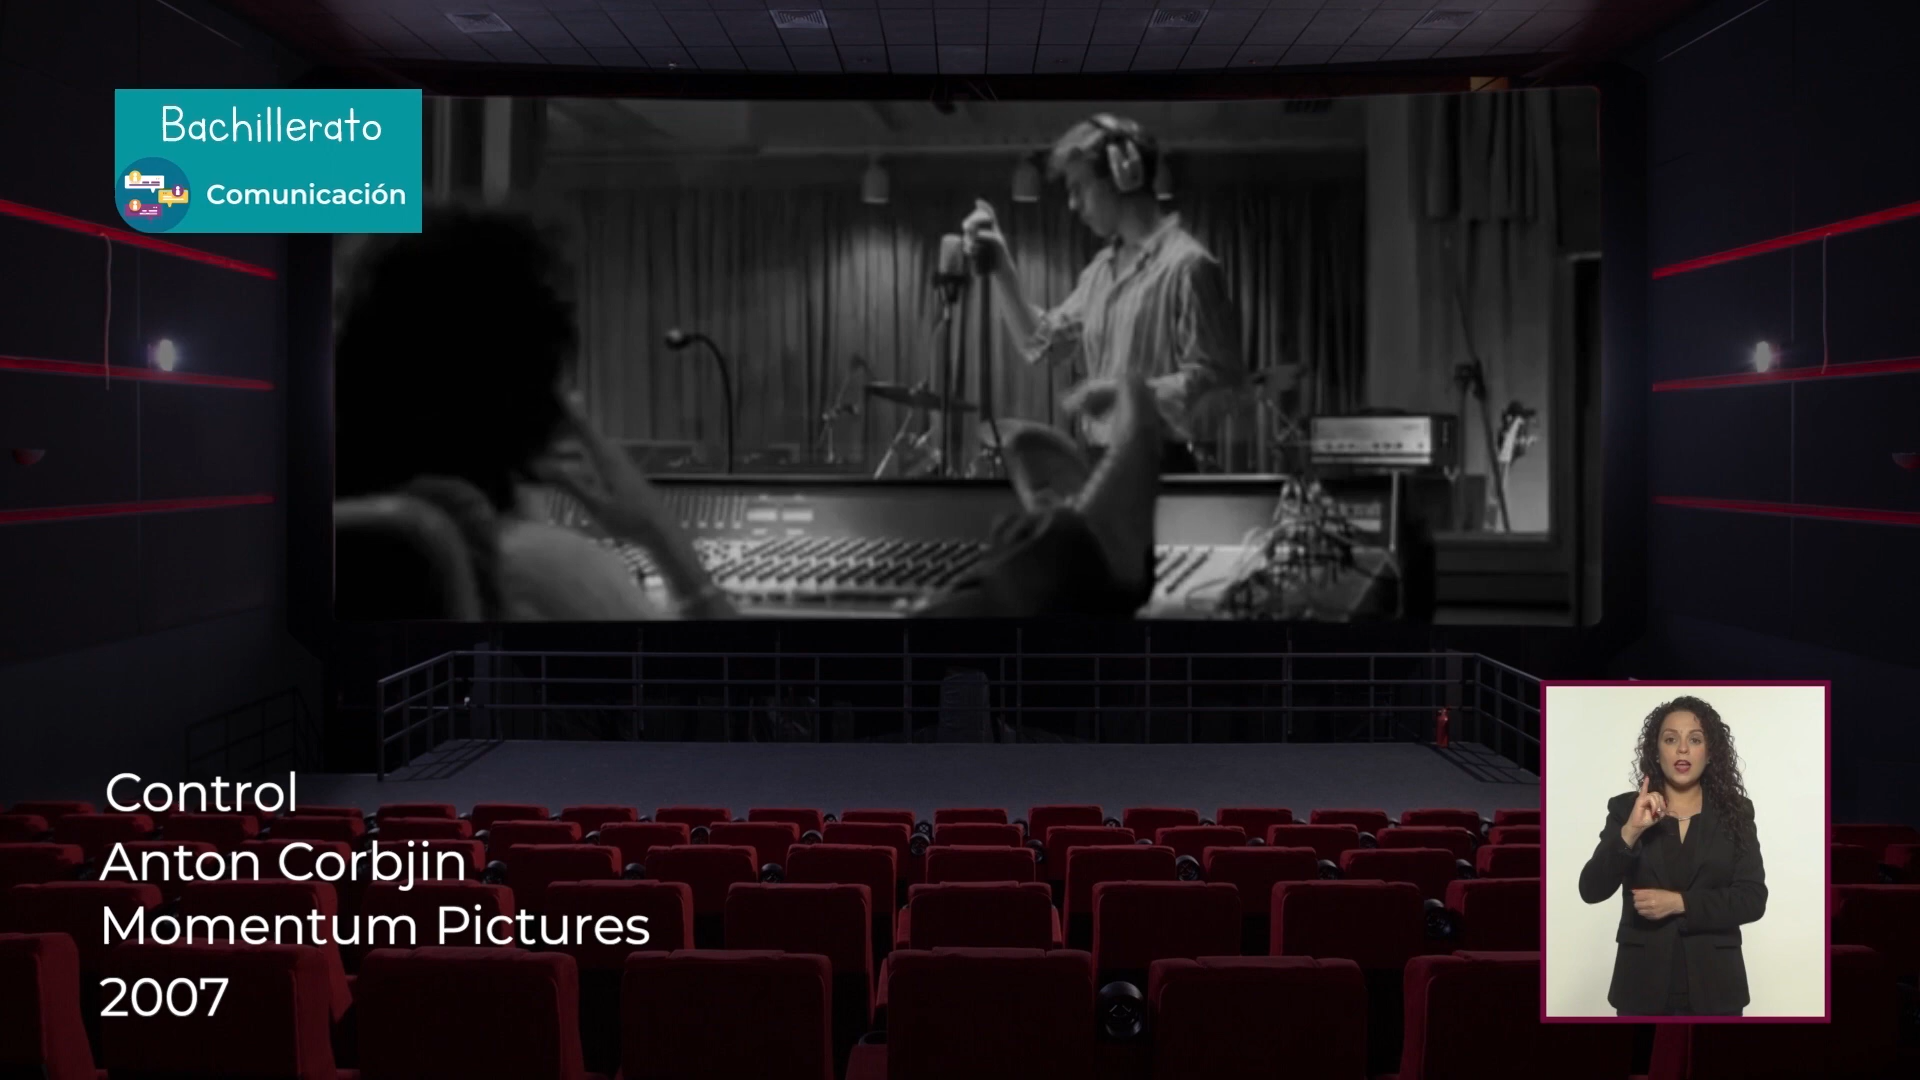 Bachillerato
Comunicación
Control
Anton Corbjin
Momentum Pictures
2007